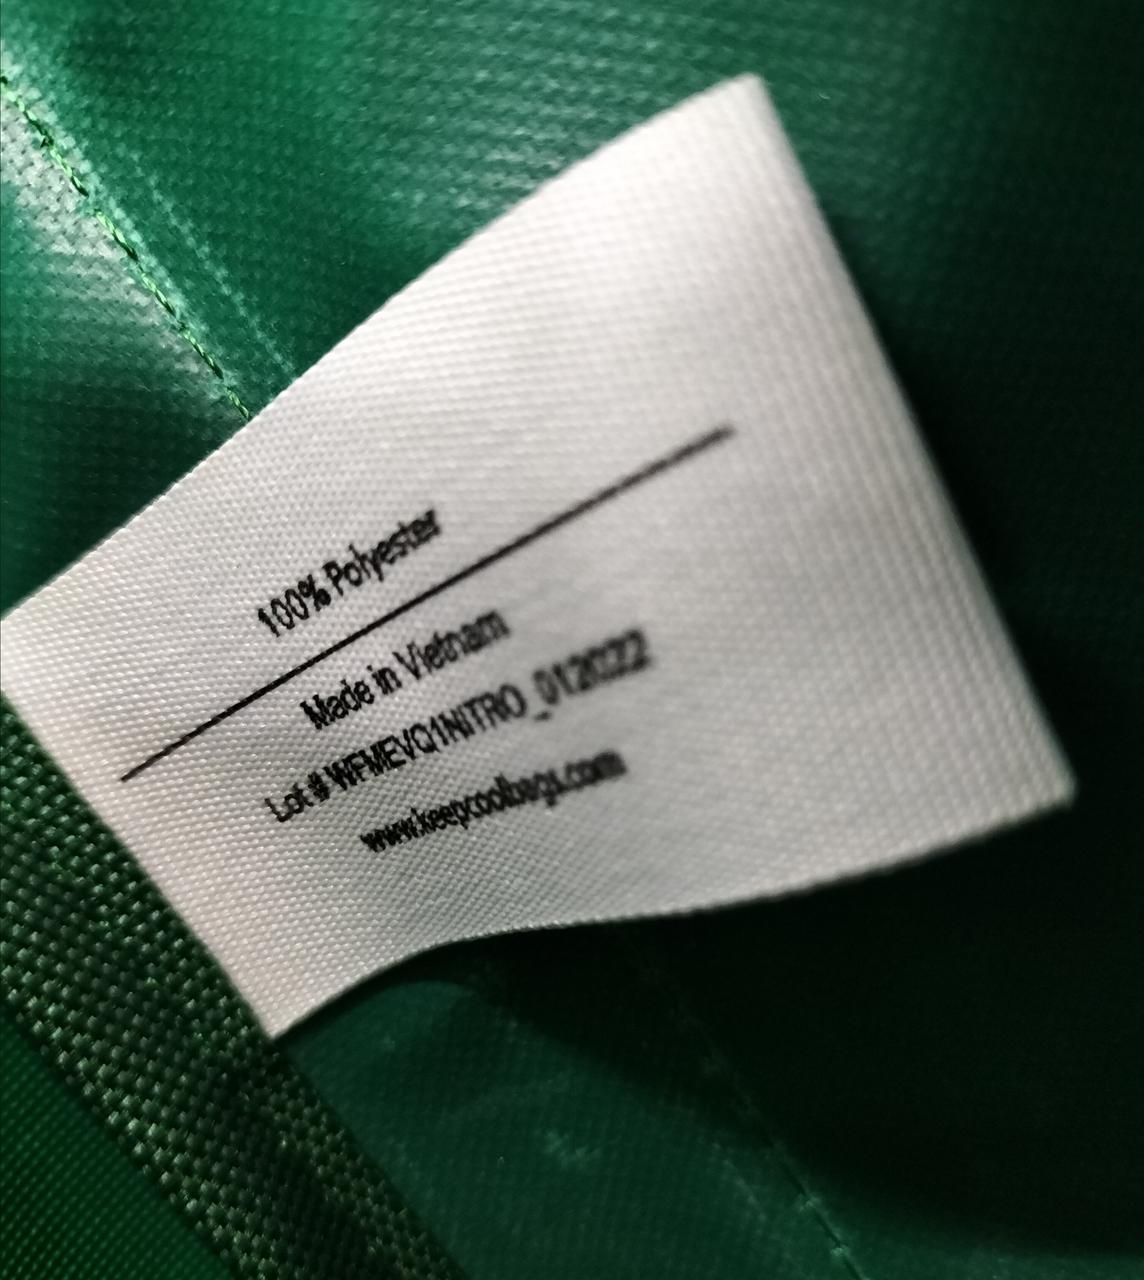 100% Polyester
Made in Vietnam
Lot # WFMEVQ1NITRO_012022
www.keepcoolbags.com